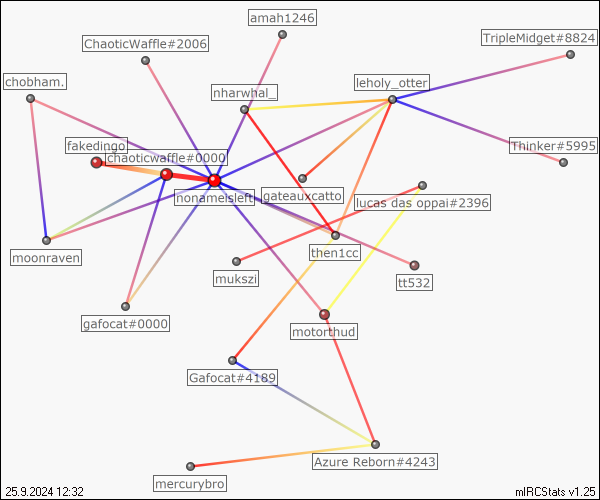 amah1246
ChaoticWaffle#2006
TripleMidget#8824
chobham.
nharwhal_
leholy_otter
fakedingo
chaoticwaffle#0000
Thinker#5995
nonameisleft
gateauxcatto
lucas das oppai#2396
moonraven
then1cc
mukszi
tt532
gafocat#0000
motorthud
Gafocat#4189
Azure Reborn#4243
mercurybro
25.9.2024 12:32
mIRCStats v1.25